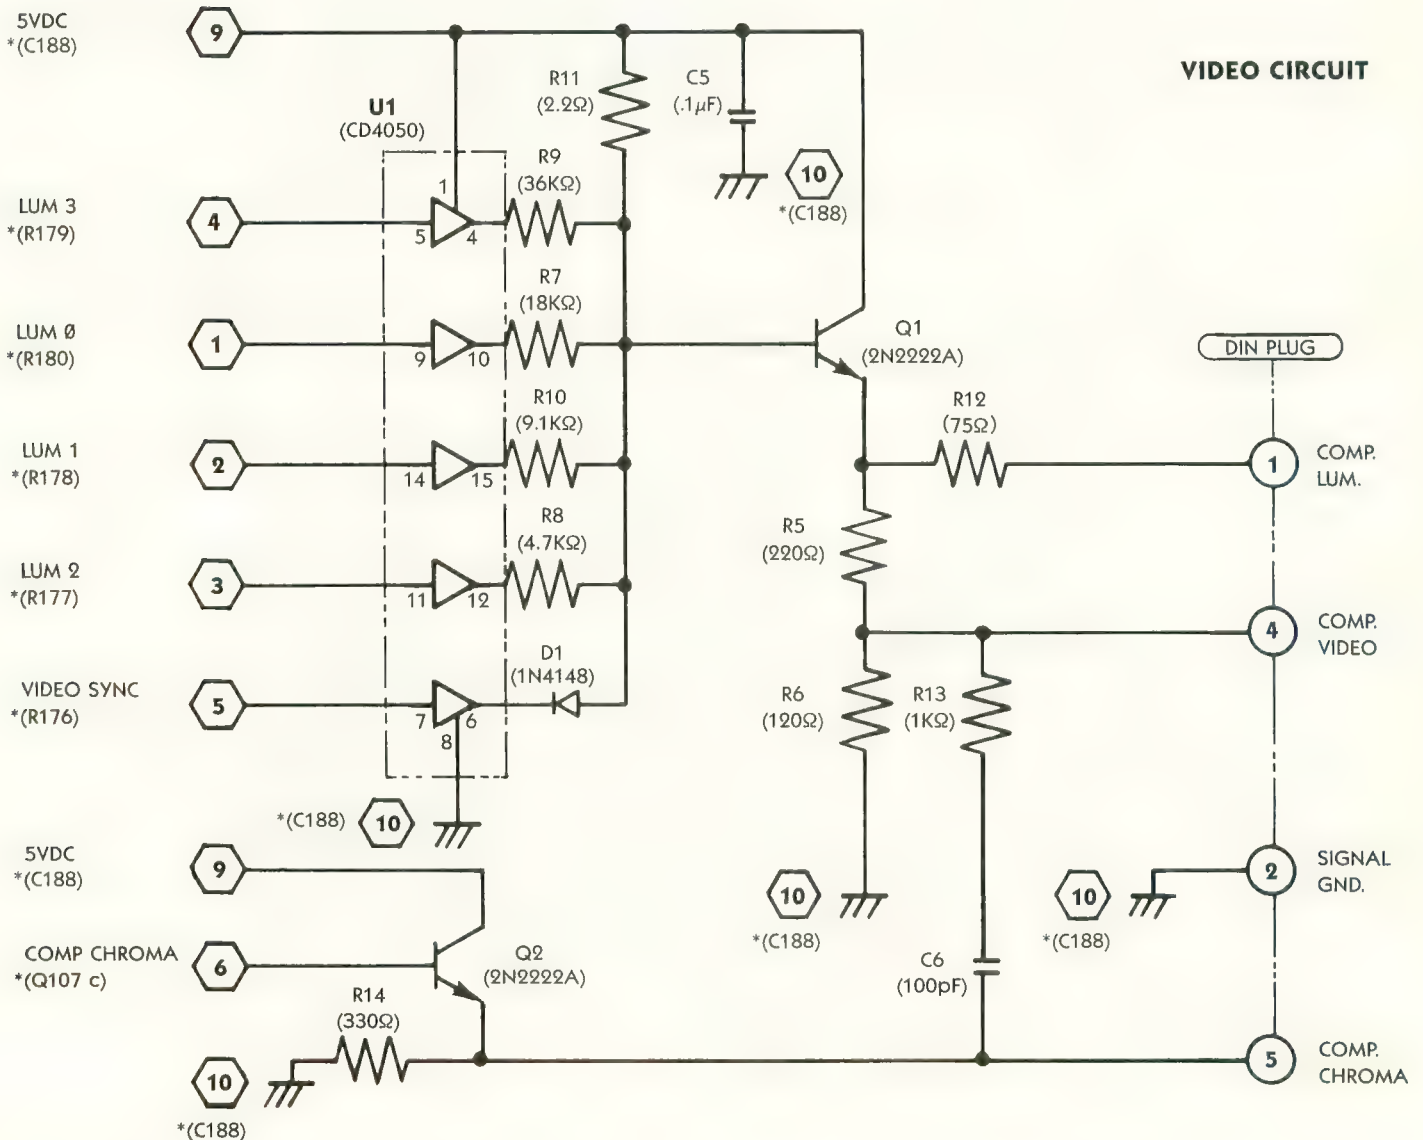 VIDEO CIRCUIT
5VDC
*(C188)
9
R11
(2.2Ω)
C5
(.1µF)
U1
(CD4050)
10
*(C188)
LUM 3
*(R179)
4
1
5
4
R9
(36KΩ)
LUM Ø
*(R180)
1
9
10
R7
(18KΩ)
Q1
(2N2222A)
DIN PLUG
LUM 1
*(R178)
2
14
15
R10
(9.1KΩ)
R12
(75Ω)
1
COMP.
LUM.
LUM 2
*(R177)
3
11
12
R8
(4.7KΩ)
R5
(220Ω)
4
COMP.
VIDEO
VIDEO SYNC
*(R176)
5
7
6
8
D1
(1N4148)
R6
(120Ω)
R13
(1KΩ)
*(C188)
10
5VDC
*(C188)
9
10
*(C188)
10
*(C188)
2
SIGNAL
GND.
COMP CHROMA
*(Q107 c)
6
Q2
(2N2222A)
C6
(100pF)
R14
(330Ω)
10
*(C188)
5
COMP.
CHROMA